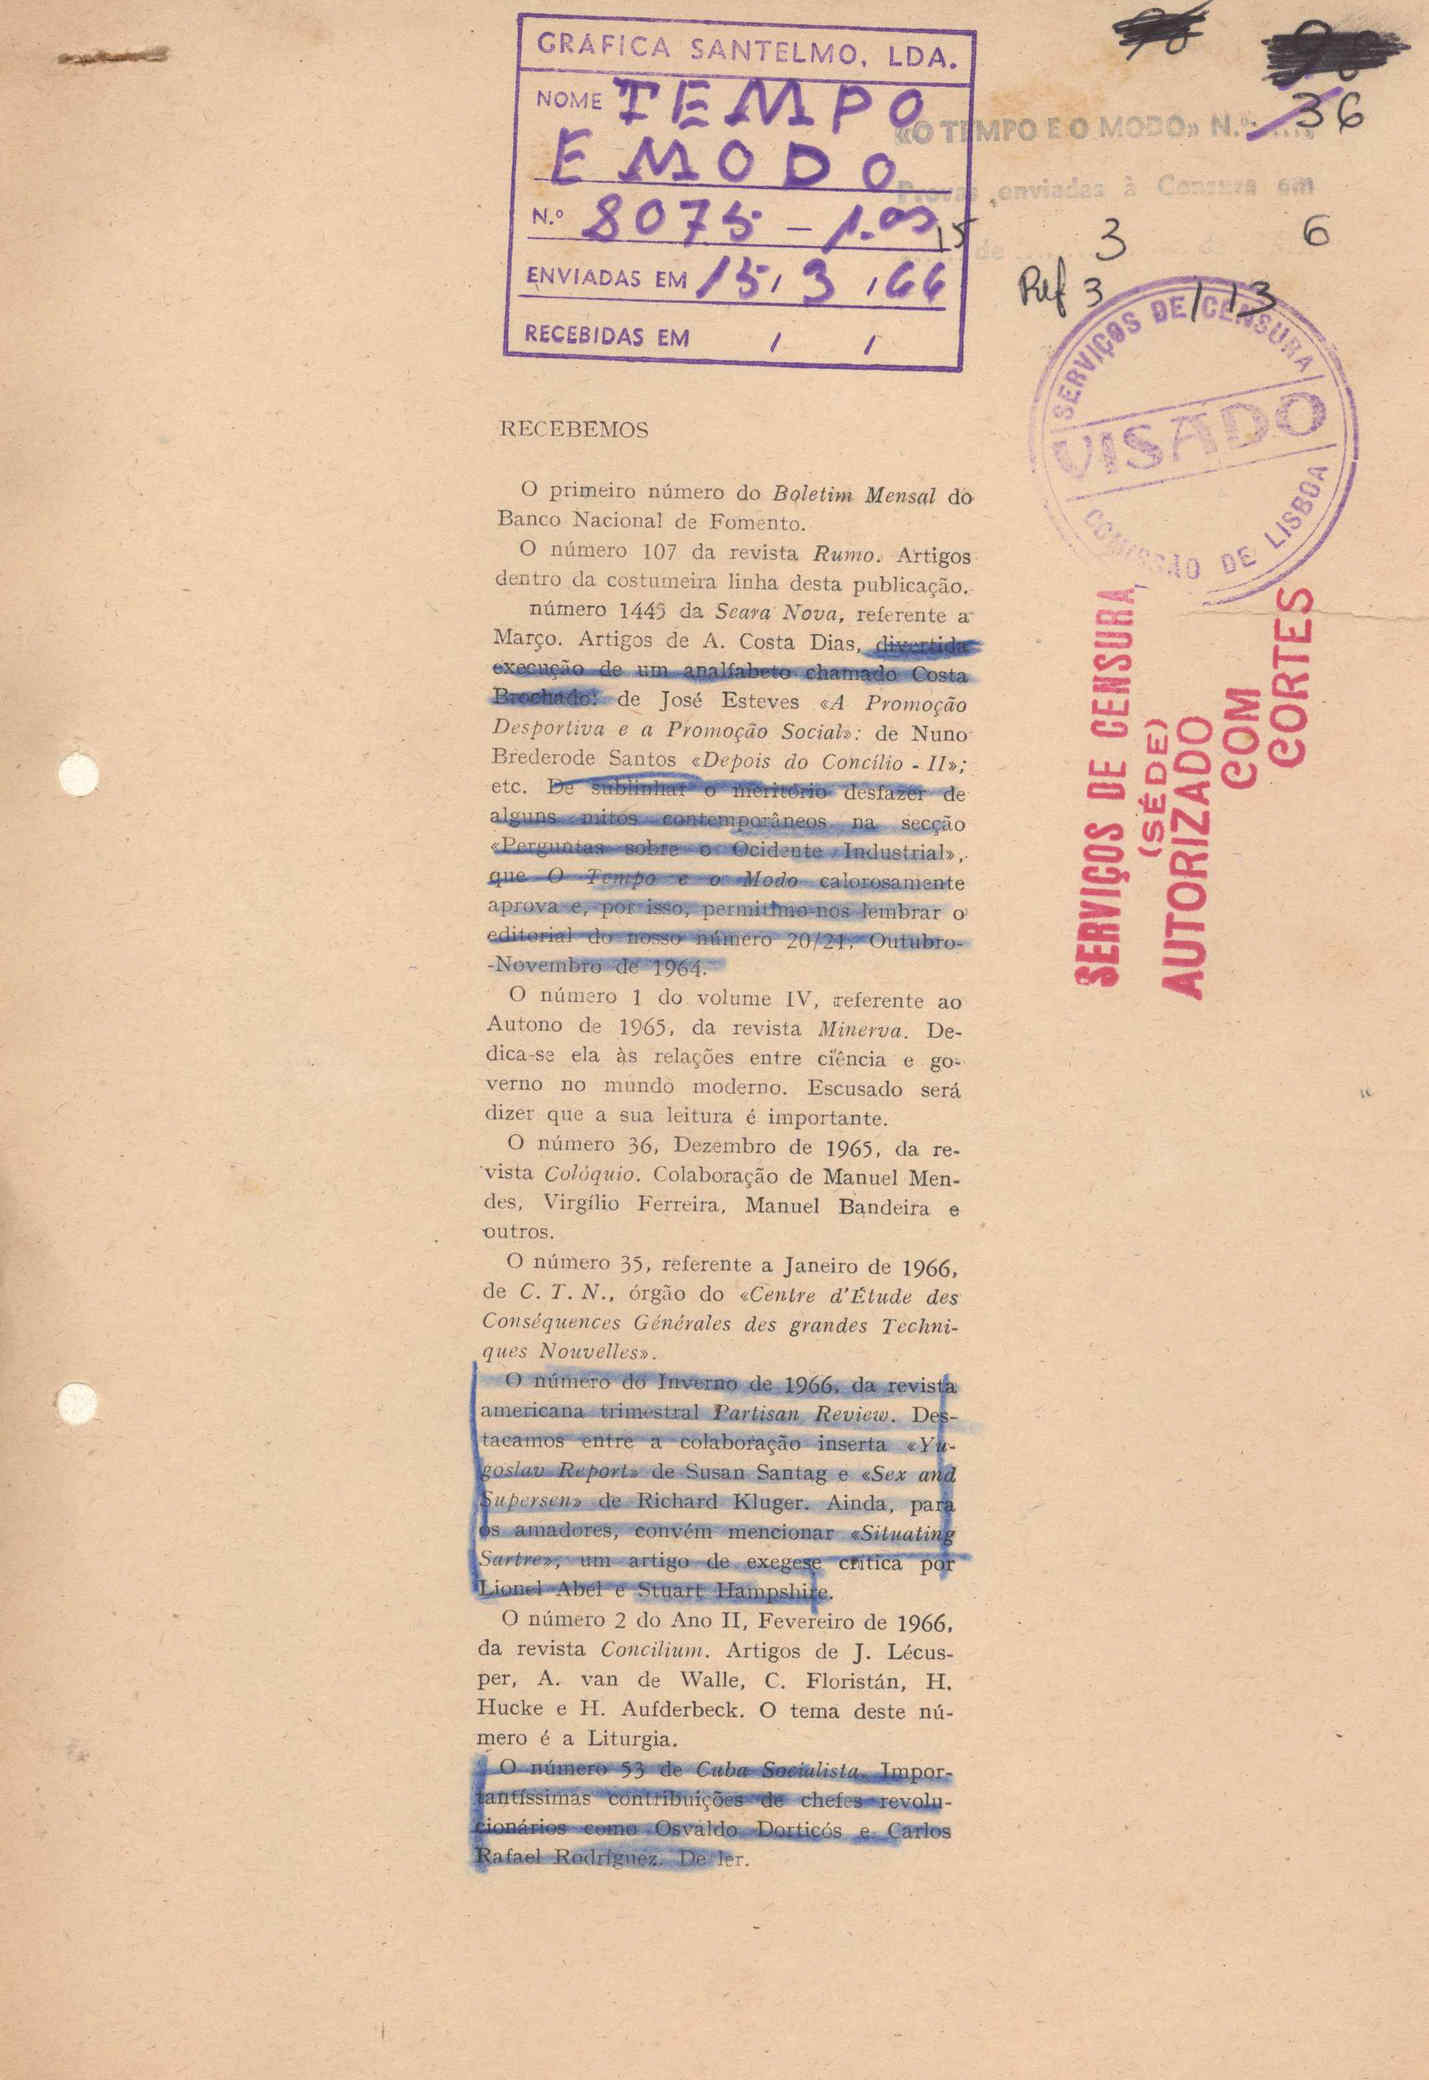 GRÁFICA SANTELMO, LDA.
NOME TEMPO
E MODO
N.º 8075 - 1.00
ENVIADAS EM 15, 3, 66
RECEBIDAS EM / /
36
«O TEMPO E O MODO» N.º
Provas enviadas à Censura em
15 de 3 6
Ref 3 113
SERVIÇOS DE CENSURA
VISADO
COMISSÃO DE LISBOA
SERVIÇOS DE CENSURA
(SÉDE)
AUTORIZADO
COM
CORTES
RECEBEMOS
O primeiro número do Boletim Mensal do
Banco Nacional de Fomento.
O número 107 da revista Rumo. Artigos
dentro da costumeira linha desta publicação.
número 1445 da Seara Nova, referente a
Março. Artigos de A. Costa Dias, divertida
execução de um analfabeto chamado Costa
Brochado: de José Esteves «A Promoção
Desportiva e a Promoção Social»: de Nuno
Brederode Santos «Depois do Concílio - II»;
etc. De sublinhar o meritório desfazer de
alguns mitos contemporâneos na secção
«Perguntas sobre o Ocidente Industrial»,
que O Tempo e o Modo calorosamente
aprova e, por isso, permitimo-nos lembrar o
editorial do nosso número 20/21, Outubro-
-Novembro de 1964.
O número 1 do volume IV, referente ao
Autono de 1965, da revista Minerva. De-
dica-se ela às relações entre ciência e go-
verno no mundo moderno. Escusado será
dizer que a sua leitura é importante.
O número 36, Dezembro de 1965, da re-
vista Colóquio. Colaboração de Manuel Men-
des, Virgílio Ferreira, Manuel Bandeira e
outros.
O número 35, referente a Janeiro de 1966,
de C. T. N., órgão do «Centre d'Étude des
Conséquences Générales des grandes Techni-
ques Nouvelles».
O número do Inverno de 1966, da revista
americana trimestral Partisan Review. Des-
tacamos entre a colaboração inserta «Yu-
goslav Report» de Susan Santag e «Sex and
Supersen» de Richard Kluger. Ainda, para
os amadores, convém mencionar «Situating
Sartre», um artigo de exegese crítica por
Lionel Abel e Stuart Hampshire.
O número 2 do Ano II, Fevereiro de 1966,
da revista Concilium. Artigos de J. Lécus-
per, A. van de Walle, C. Floristán, H.
Hucke e H. Aufderbeck. O tema deste nú-
mero é a Liturgia.
O número 53 de Cuba Socialista. Impor-
tantíssimas contribuições de chefes revolu-
cionários como Osvaldo Dorticós e Carlos
Rafael Rodríguez. De ler.